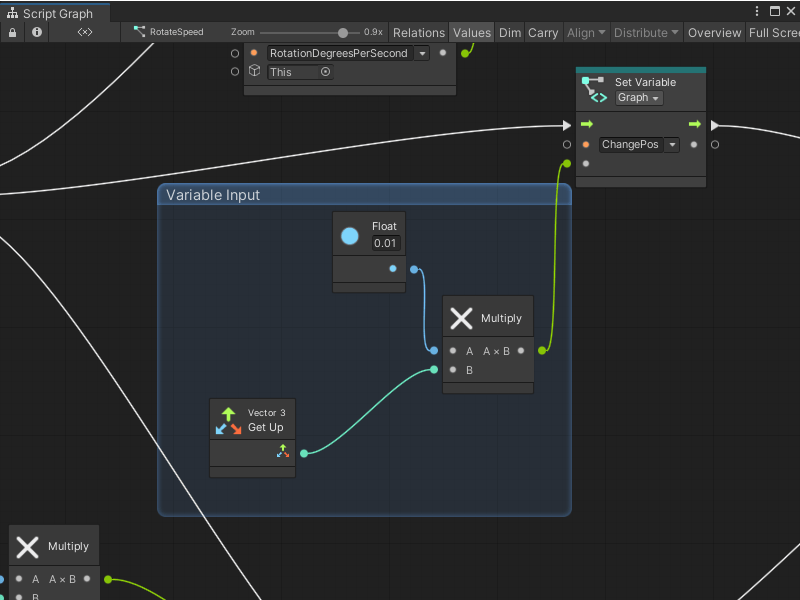 Script Graph
<×> RotateSpeed Zoom 0.9x Relations Values Dim Carry Align Distribute Overview Full Scre
RotationDegreesPerSecond
This
Set Variable
Graph
ChangePos
Variable Input
Float
0.01
Multiply
A A × B
B
Vector 3
Get Up
Multiply
A A × B
B